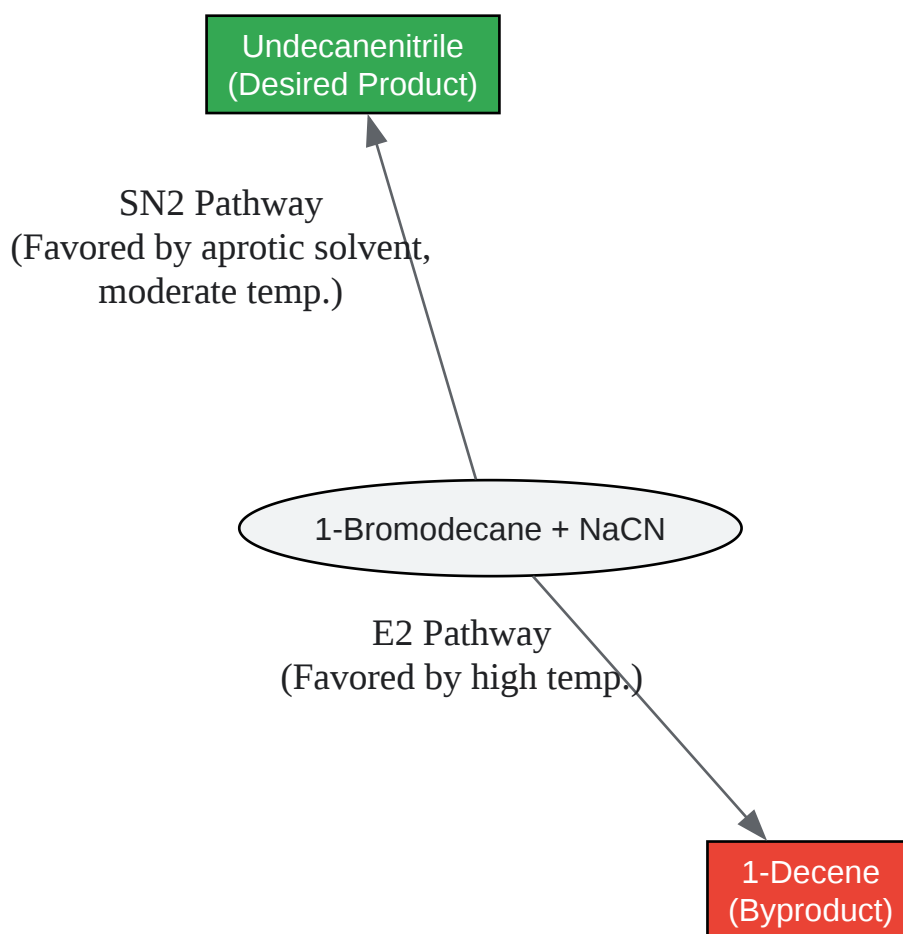 Undecanenitrile
(Desired Product)
SN2 Pathway
(Favored by aprotic solvent,
moderate temp.)
1-Bromodecane + NaCN
E2 Pathway
(Favored by high temp.)
1-Decene
(Byproduct)